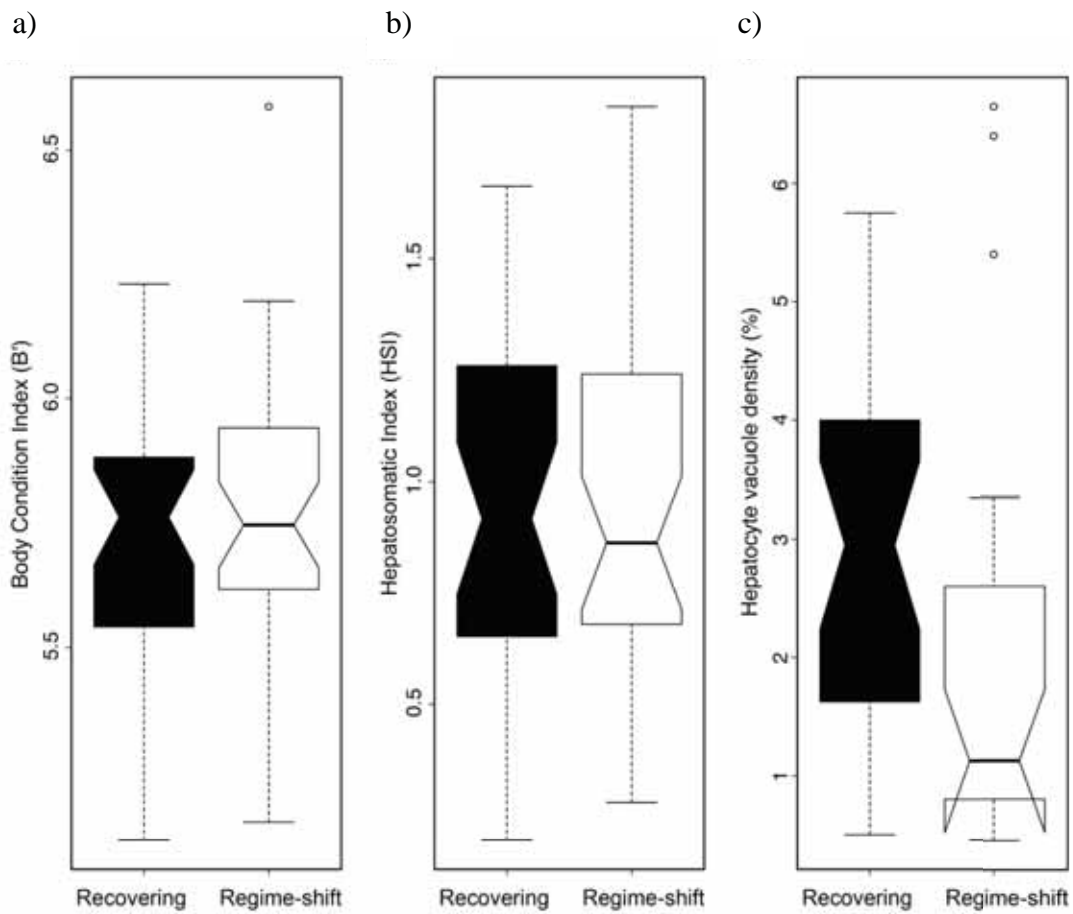 a)
Body Condition Index (B')
6.5
6.0
5.5
Recovering Regime-shift
b)
Hepatosomatic Index (HSI)
1.5
1.0
0.5
Recovering Regime-shift
c)
Hepatocyte vacuole density (%)
6
5
4
3
2
1
Recovering Regime-shift